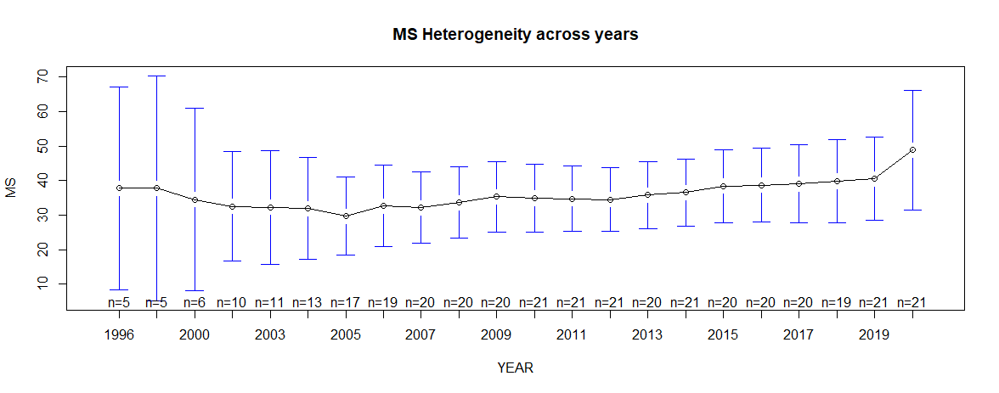 MS Heterogeneity across years
MS
70
60
50
40
30
20
10
n=5 n=5 n=6 n=10 n=11 n=13 n=17 n=19 n=20 n=20 n=20 n=21 n=21 n=21 n=20 n=21 n=20 n=20 n=20 n=19 n=21 n=21
1996 2000 2003 2005 2007 2009 2011 2013 2015 2017 2019
YEAR